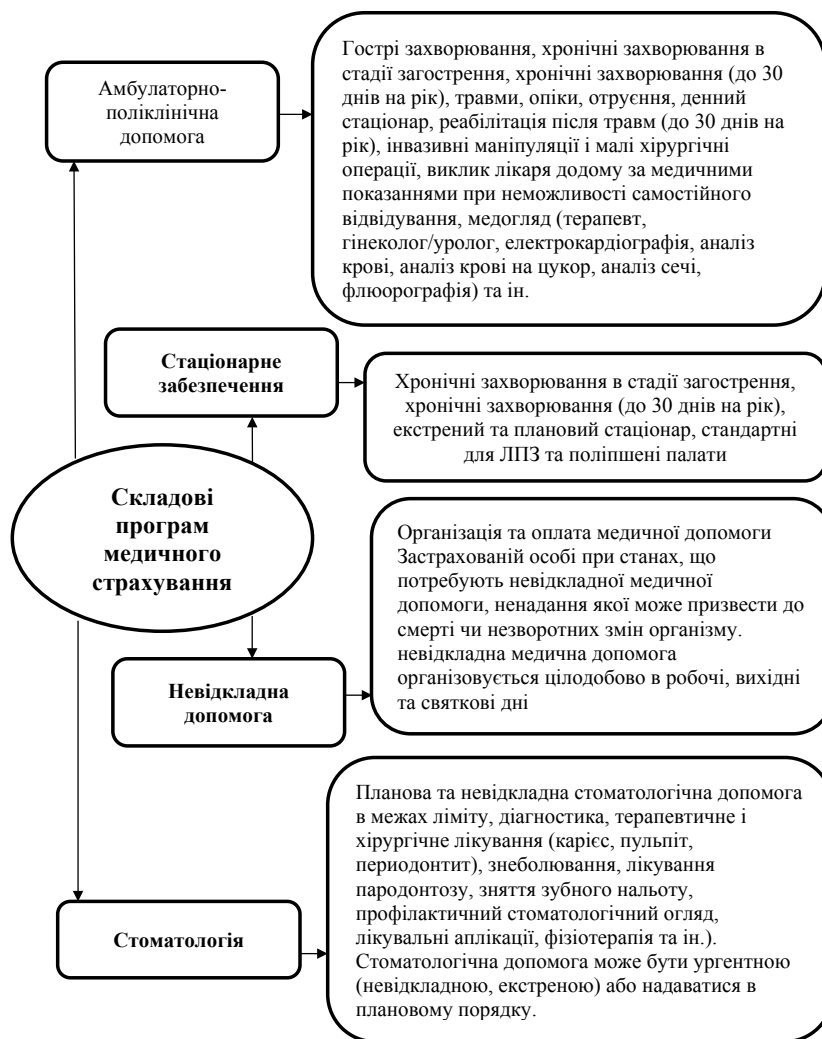 Амбулаторно-
поліклінічна
допомога
Гострі захворювання, хронічні захворювання в
стадії загострення, хронічні захворювання (до 30
днів на рік), травми, опіки, отруєння, денний
стаціонар, реабілітація після травм (до 30 днів на
рік), інвазивні маніпуляції і малі хірургічні
операції, виклик лікаря додому за медичними
показаннями при неможливості самостійного
відвідування, медогляд (терапевт,
гінеколог/уролог, електрокардіографія, аналіз
крові, аналіз крові на цукор, аналіз сечі,
флюорографія) та ін.
Стаціонарне
забезпечення
Хронічні захворювання в стадії загострення,
хронічні захворювання (до 30 днів на рік),
екстрений та плановий стаціонар, стандартні
для ЛПЗ та поліпшені палати
Складові
програм
медичного
страхування
Організація та оплата медичної допомоги
Застрахованій особі при станах, що
потребують невідкладної медичної
допомоги, ненадання якої може призвести до
смерті чи незворотних змін організму.
невідкладна медична допомога
організовується цілодобово в робочі, вихідні
та святкові дні
Невідкладна
допомога
Планова та невідкладна стоматологічна допомога
в межах ліміту, діагностика, терапевтичне і
хірургічне лікування (карієс, пульпіт,
периодонтит), знеболювання, лікування
пародонтозу, зняття зубного нальоту,
профілактичний стоматологічний огляд,
лікувальні аплікації, фізіотерапія та ін.).
Стоматологічна допомога може бути ургентною
(невідкладною, екстреною) або надаватися в
плановому порядку.
Стоматологія